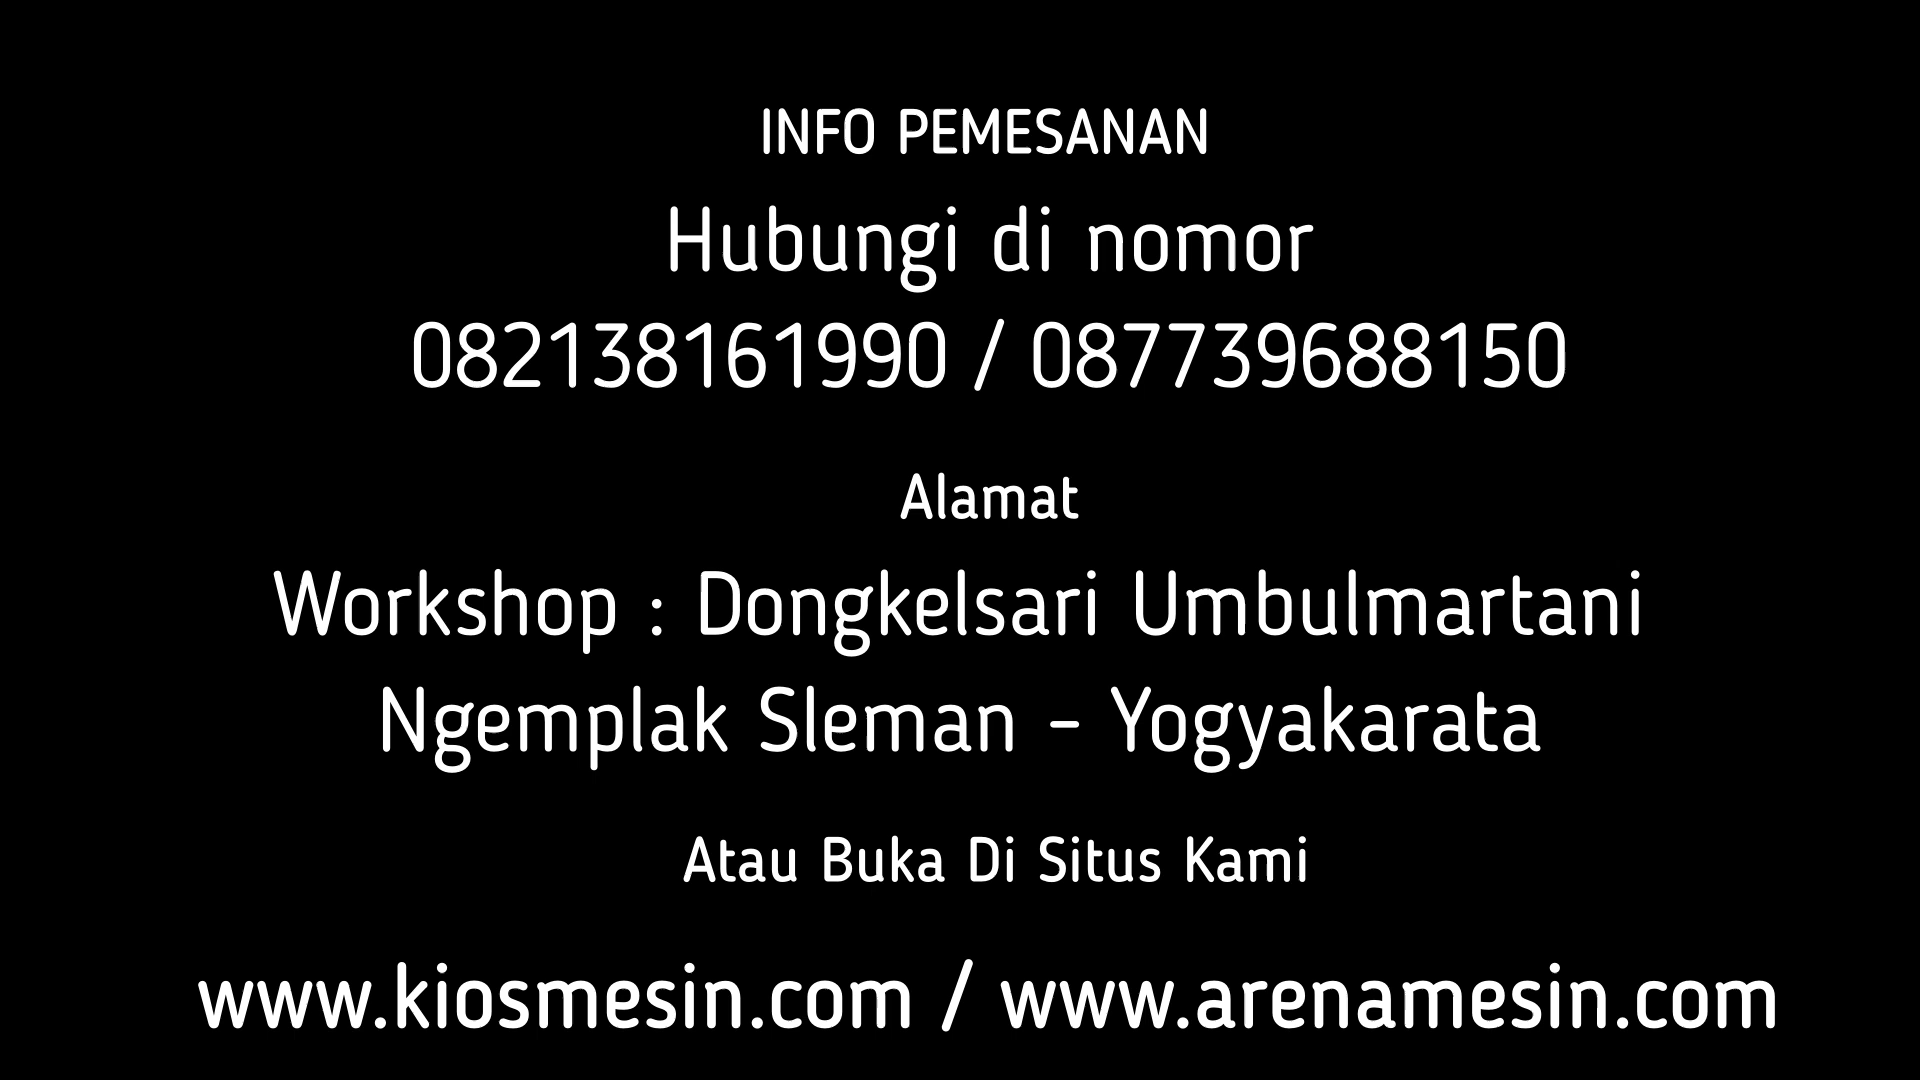 INFO PEMESANAN
Hubungi di nomor
082138161990 / 087739688150
Alamat
Workshop : Dongkelsari Umbulmartani
Ngemplak Sleman - Yogyakarata
Atau Buka Di Situs Kami
www.kiosmesin.com / www.arenamesin.com